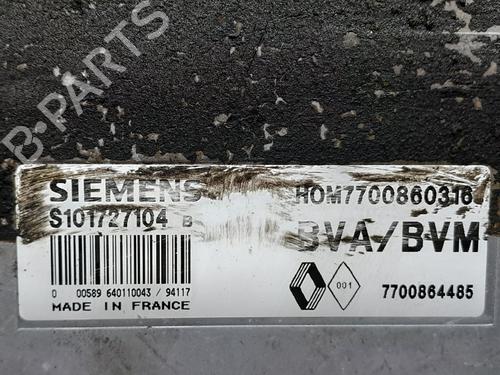 B-PARTS
SIEMENS
HOM7700860316
S101727104 B
BVA/BVM
0 00589 640110043 / 94117
001
7700864485
MADE IN FRANCE